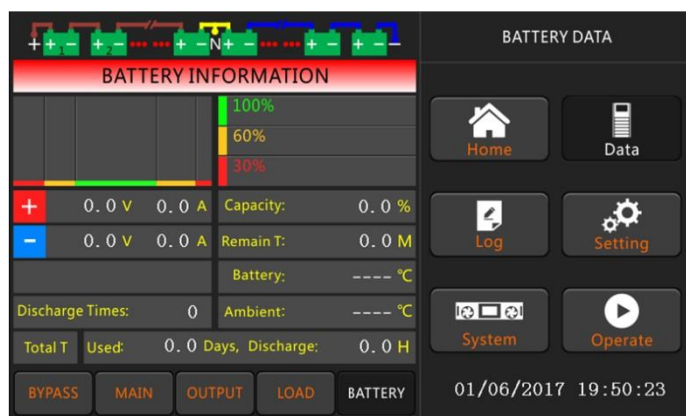 + + 1 − + 2 − + − N + − + − + − −
BATTERY DATA
BATTERY INFORMATION
100%
60%
30%
Home
Data
+ 0.0 V 0.0 A Capacity: 0.0 %
− 0.0 V 0.0 A Remain T: 0.0 M
Log
Setting
Battery: ---- ℃
Discharge Times: 0 Ambient: ---- ℃
Total T Used: 0.0 Days, Discharge: 0.0 H
System
Operate
BYPASS MAIN OUTPUT LOAD BATTERY
01/06/2017 19:50:23